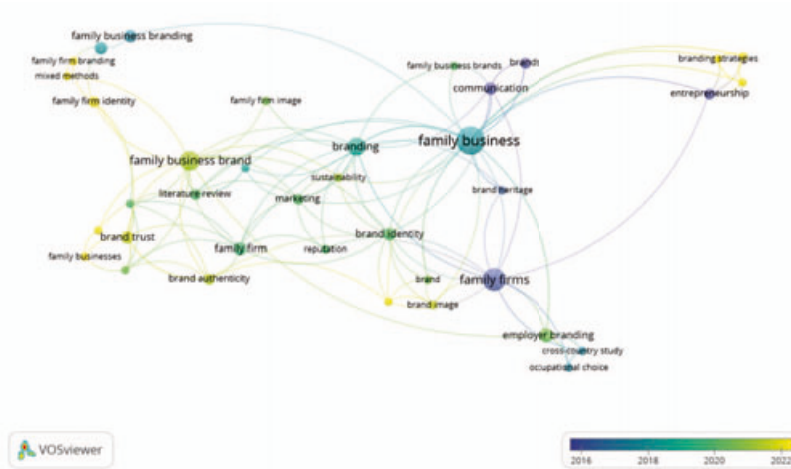 family business branding
family firm branding
mixed methods
family firm identity
family firm image
family business brands
brands
communication
branding strategies
entrepreneurship
family business
branding
family business brand
sustainability
literature review
marketing
brand heritage
brand trust
family businesses
family firm
reputation
brand identity
brand authenticity
brand
brand image
family firms
employer branding
cross-country study
occupational choice
VOSviewer
2016 2018 2020 2022